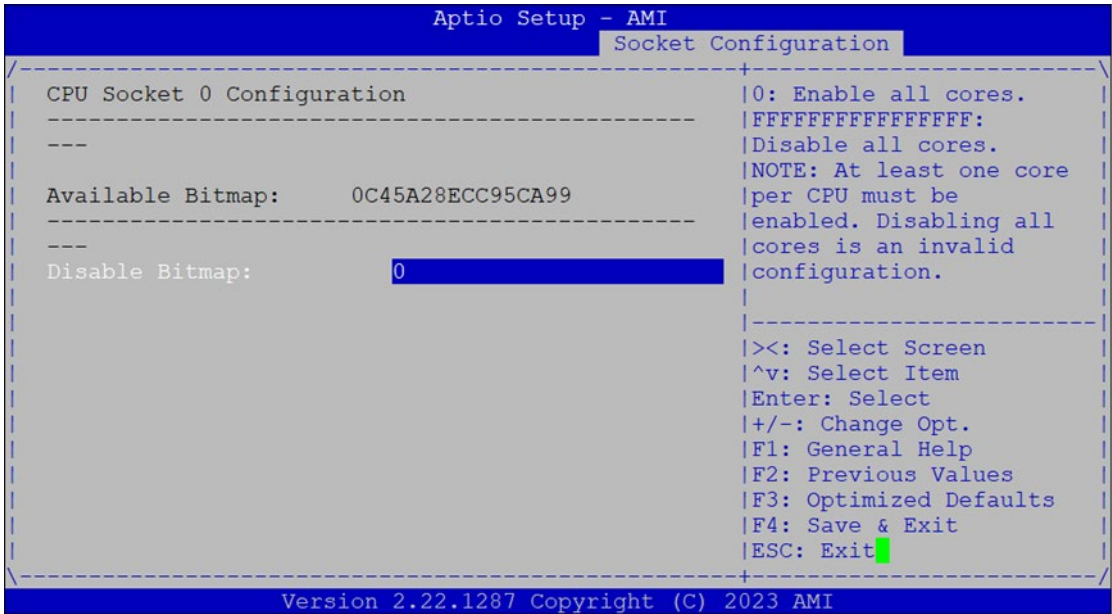 Aptio Setup - AMI
Socket Configuration
/----------------------------------------------------+-------------------------\
CPU Socket 0 Configuration |0: Enable all cores.
----------------------------------------------- |FFFFFFFFFFFFFFFF:
--- |Disable all cores.
|NOTE: At least one core
Available Bitmap: 0C45A28ECC95CA99 |per CPU must be
----------------------------------------------- |enabled. Disabling all
--- |cores is an invalid
Disable Bitmap: 0 |configuration.
|-------------------------|
|><: Select Screen
|^v: Select Item
|Enter: Select
|+/-: Change Opt.
|F1: General Help
|F2: Previous Values
|F3: Optimized Defaults
|F4: Save & Exit
|ESC: Exit
\----------------------------------------------------+-------------------------/
Version 2.22.1287 Copyright (C) 2023 AMI